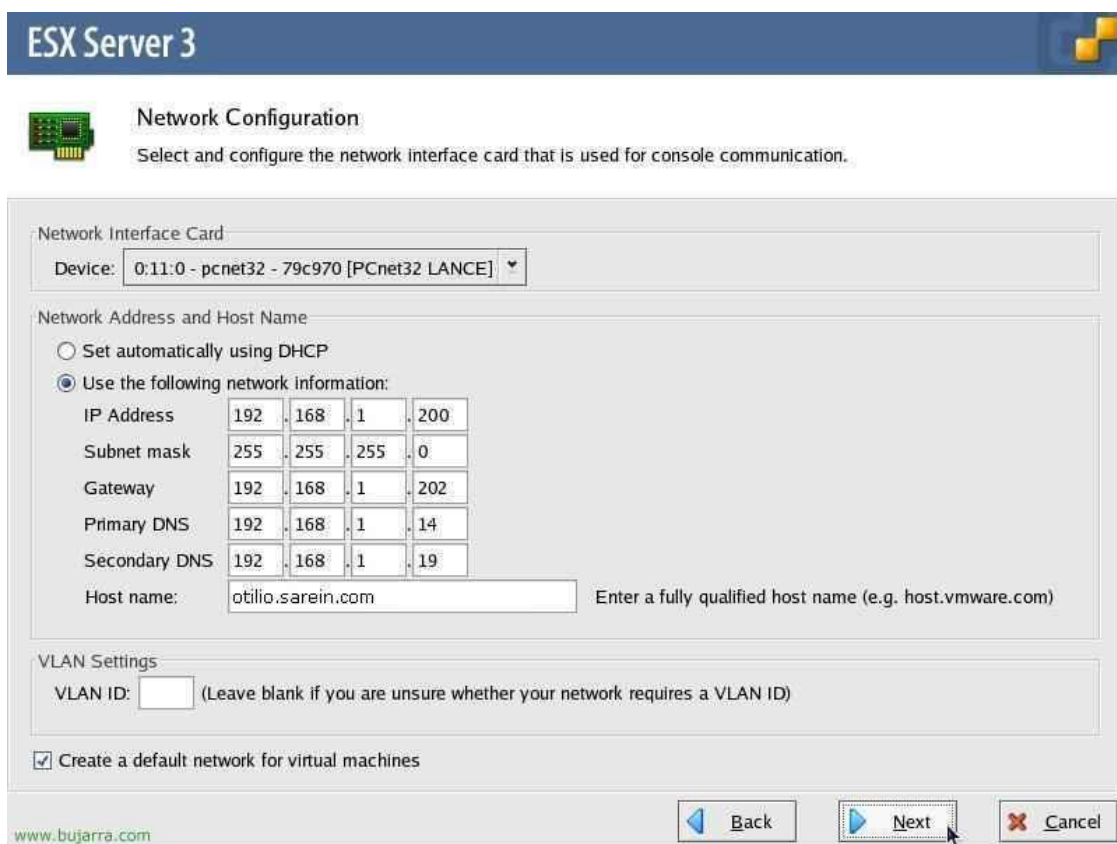 ESX Server 3
Network Configuration
Select and configure the network interface card that is used for console communication.
Network Interface Card
Device: 0:11:0 - pcnet32 - 79c970 [PCnet32 LANCE]
Network Address and Host Name
Set automatically using DHCP
Use the following network information:
IP Address 192 . 168 . 1 . 200
Subnet mask 255 . 255 . 255 . 0
Gateway 192 . 168 . 1 . 202
Primary DNS 192 . 168 . 1 . 14
Secondary DNS 192 . 168 . 1 . 19
Host name: otilio.sarein.com Enter a fully qualified host name (e.g. host.vmware.com)
VLAN Settings
VLAN ID: (Leave blank if you are unsure whether your network requires a VLAN ID)
Create a default network for virtual machines
www.bujarra.com Back Next Cancel